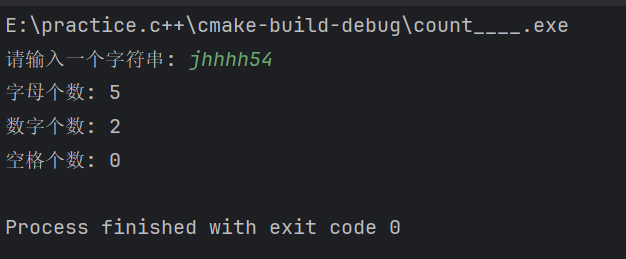 E:\practice.c++\cmake-build-debug\count____.exe
请输入一个字符串: jhhhh54
字母个数: 5
数字个数: 2
空格个数: 0
Process finished with exit code 0